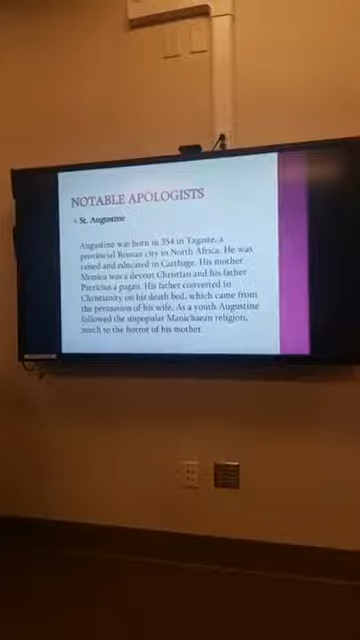 NOTABLE APOLOGISTS
• St. Augustine
Augustine was born in 354 in Tagaste, a
provincial Roman city in North Africa. He was
raised and educated in Carthage. His mother
Monica was a devout Christian and his father
Patricius a pagan. His father converted to
Christianity on his death bed, which came from
the persuasion of his wife. As a youth Augustine
followed the unpopular Manichaean religion,
much to the horror of his mother.